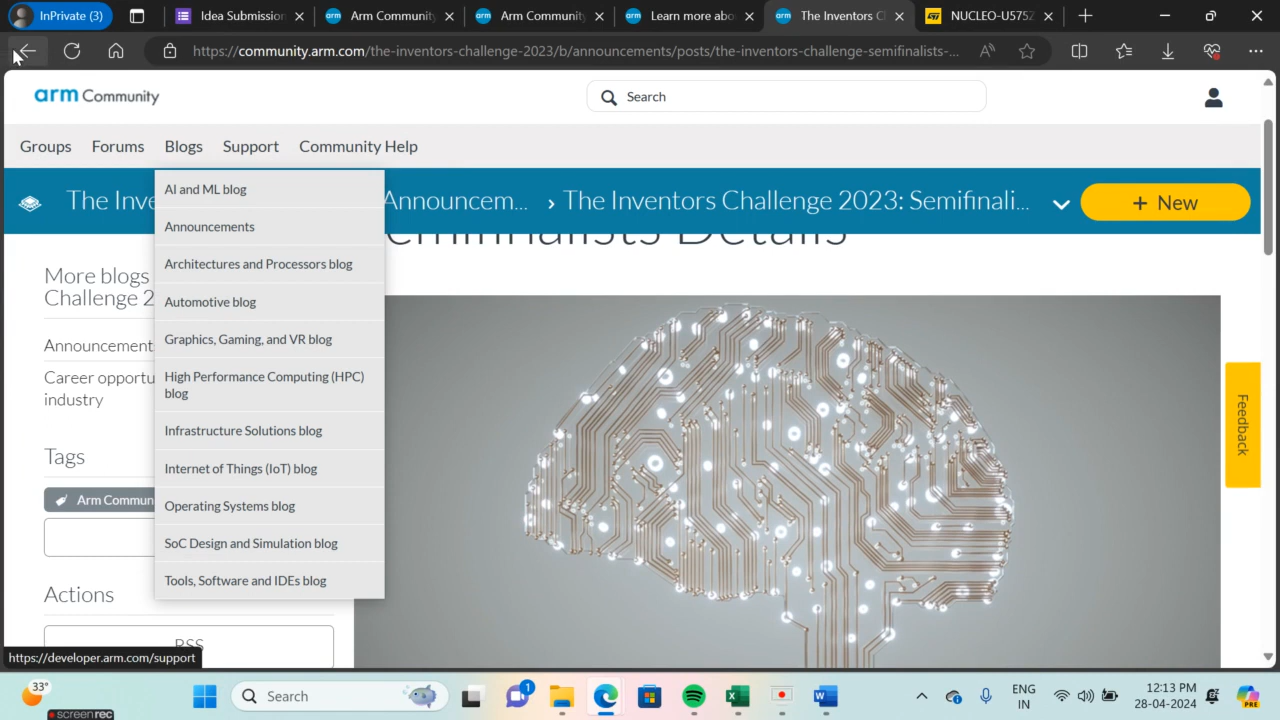 InPrivate (3)
Idea Submission
Arm Community
Arm Community
Learn more abo
The Inventors C
NUCLEO-U575Z
https://community.arm.com/the-inventors-challenge-2023/b/announcements/posts/the-inventors-challenge-semifinalists-...
arm Community
Search
Groups
Forums
Blogs
Support
Community Help
The Inve
Announcem... › The Inventors Challenge 2023: Semifinali...
+ New
AI and ML blog
Announcements
Architectures and Processors blog
Automotive blog
Graphics, Gaming, and VR blog
High Performance Computing (HPC)
blog
Infrastructure Solutions blog
Internet of Things (IoT) blog
Operating Systems blog
SoC Design and Simulation blog
Tools, Software and IDEs blog
More blogs
Challenge 2
Announcement
Career opportu
industry
Tags
Arm Commun
Actions
RSS
eminalists Details
Feedback
https://developer.arm.com/support
33°
Search
1
ENG
IN
12:13 PM
28-04-2024
PRE
screenrec